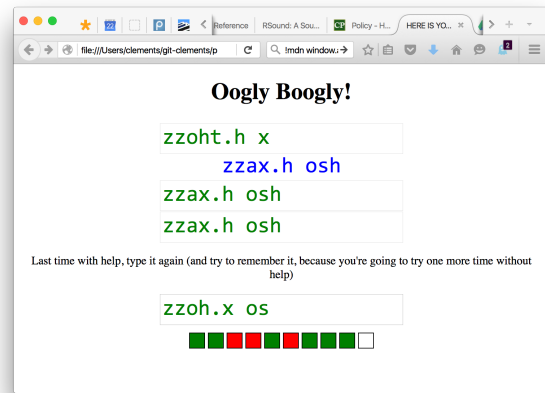 Reference RSound: A Sou... Policy - H... HERE IS YO... ×
file:///Users/clements/git-clements/p !mdn window.
Oogly Boogly!
zzoht.h x
zzax.h osh
zzax.h osh
zzax.h osh
Last time with help, type it again (and try to remember it, because you're going to try one more time without
help)
zzoh.x os